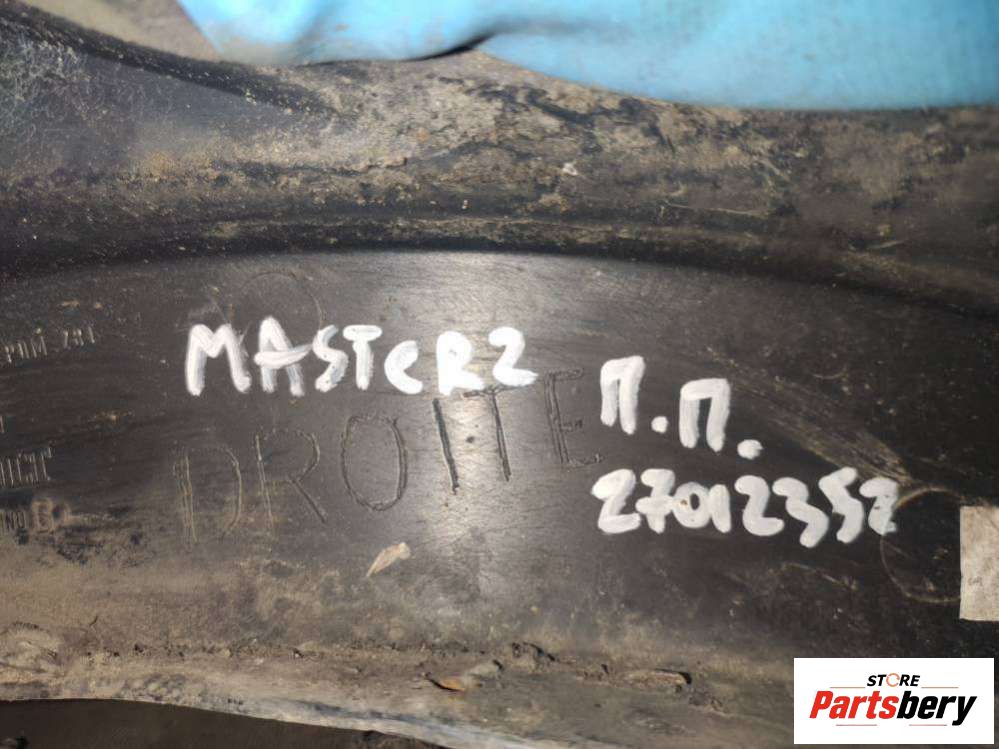 MASTER2
П.П.
27012352
DROITE
STORE
Partsbery